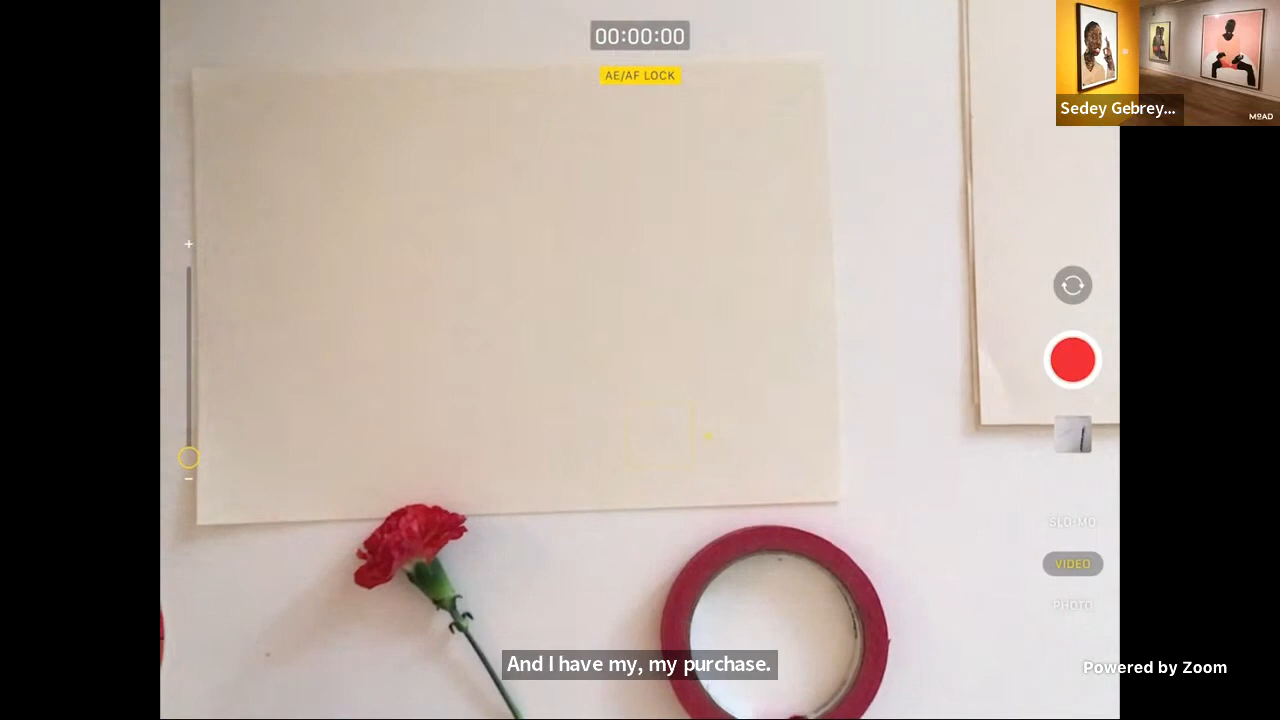 00:00:00
AE/AF LOCK
Sedey Gebrey...
MOAD
+
−
SLO-MO
VIDEO
PHOTO
And I have my, my purchase.
Powered by Zoom